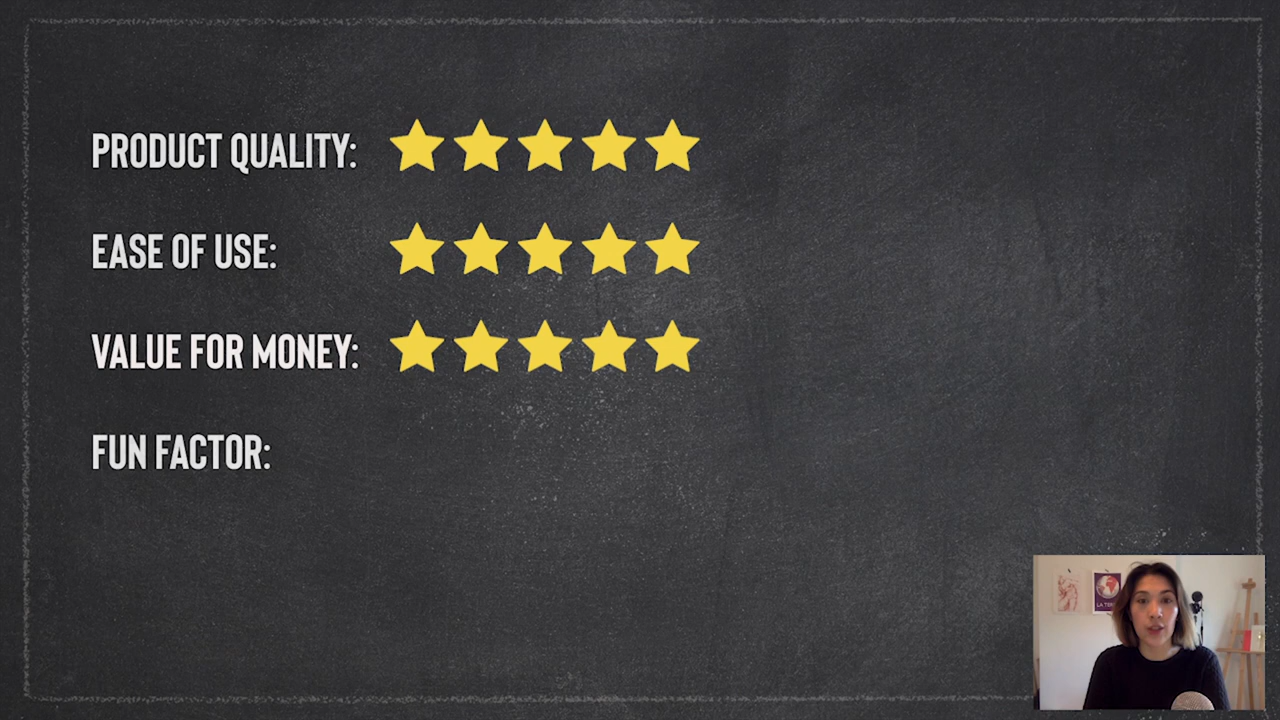 PRODUCT QUALITY:
EASE OF USE:
VALUE FOR MONEY:
FUN FACTOR: